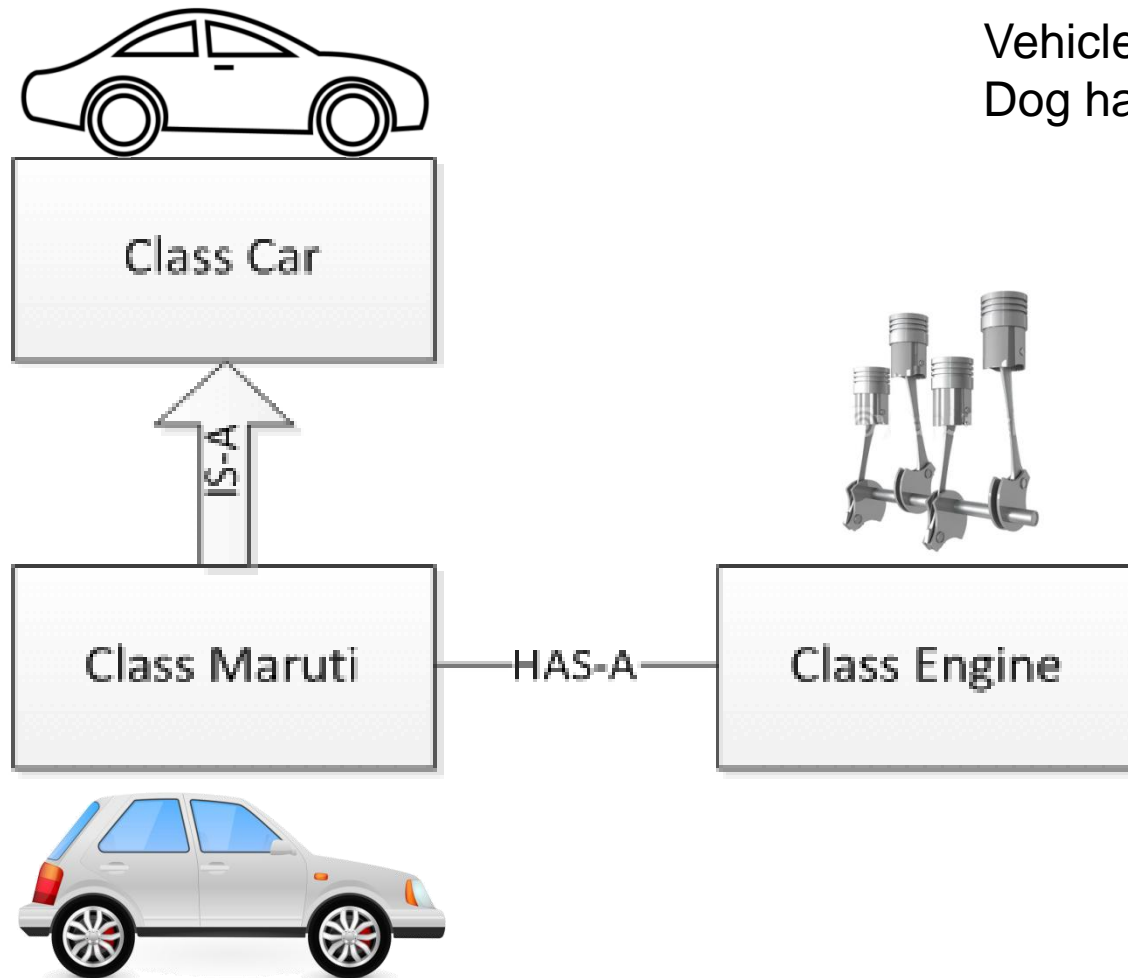 Vehicle
Dog ha
Class Car
IS-A
Class Maruti
HAS-A
Class Engine